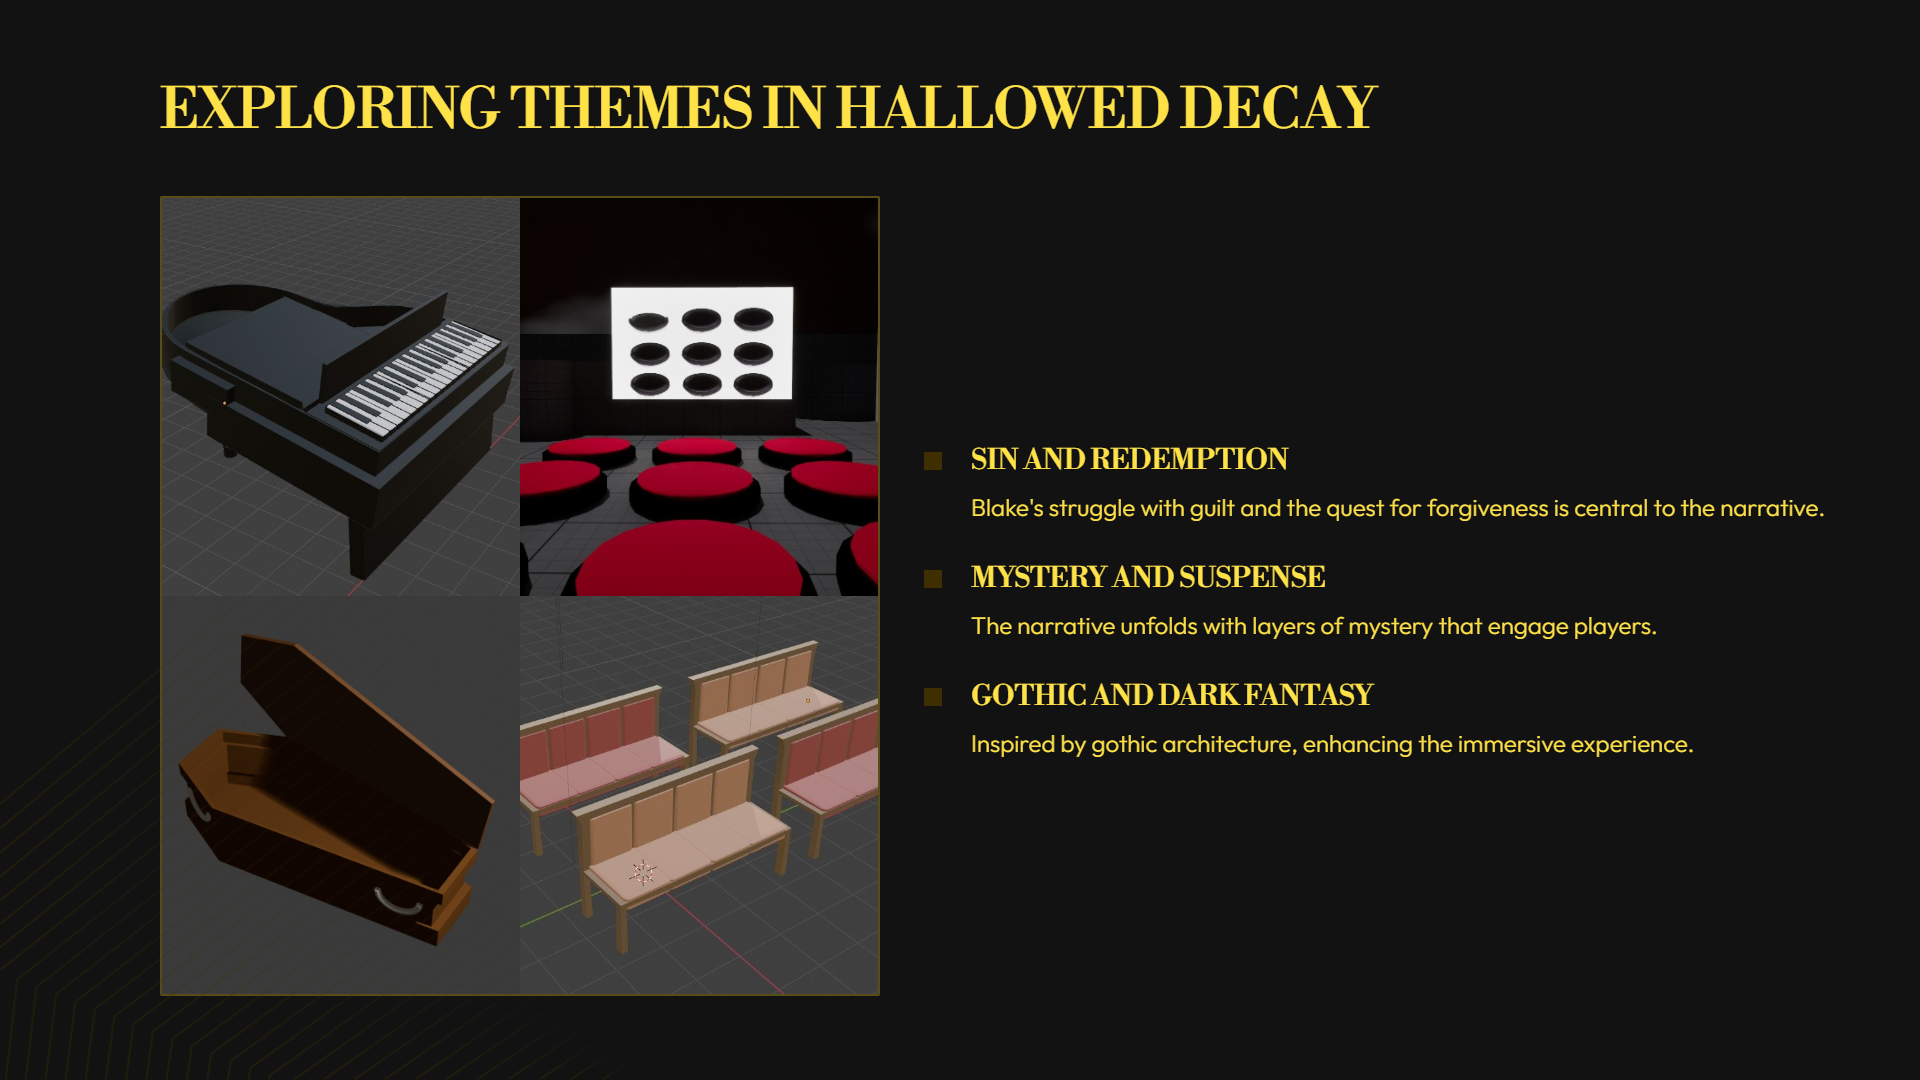 EXPLORING THEMES IN HALLOWED DECAY
SIN AND REDEMPTION
Blake's struggle with guilt and the quest for forgiveness is central to the narrative.
MYSTERY AND SUSPENSE
The narrative unfolds with layers of mystery that engage players.
GOTHIC AND DARK FANTASY
Inspired by gothic architecture, enhancing the immersive experience.